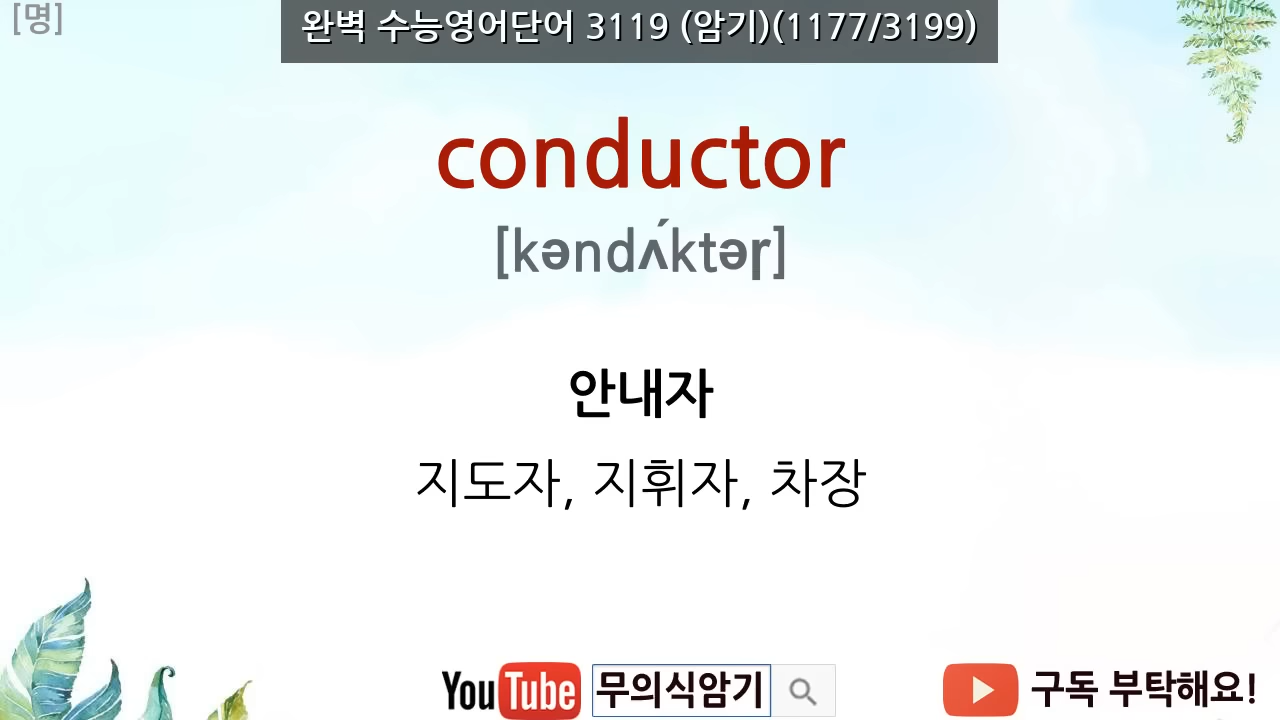 [명]
완벽 수능영어단어 3119 (암기)(1177/3199)
conductor
[kəndʌ́ktəɼ]
안내자
지도자, 지휘자, 차장
YouTube 무의식암기
구독 부탁해요!